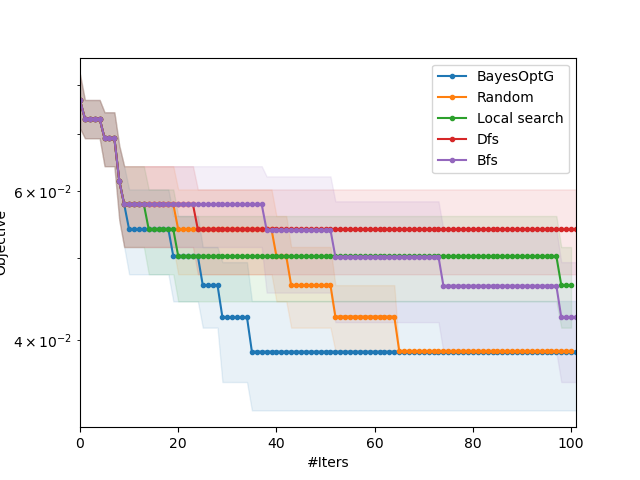 BayesOptG
Random
Local search
Dfs
Bfs
6 × 10⁻²
4 × 10⁻²
0 20 40 60 80 100
#Iters